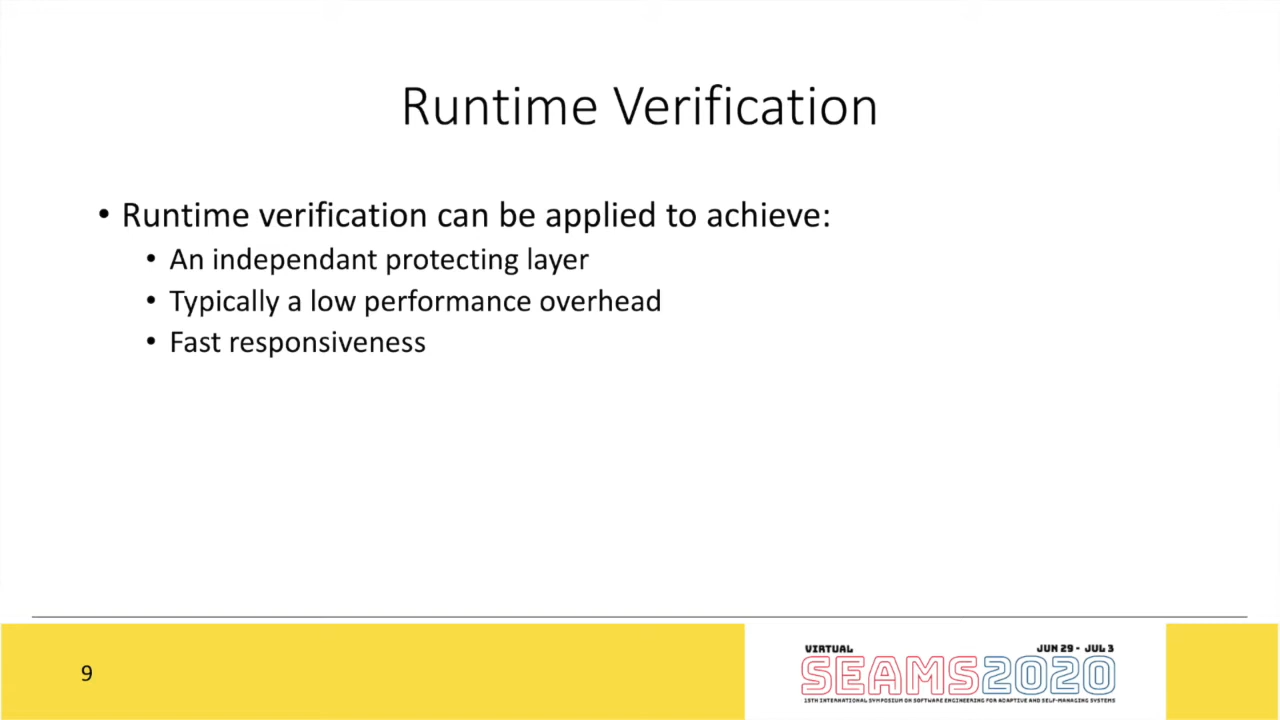 Runtime Verification
• Runtime verification can be applied to achieve:
• An independant protecting layer
• Typically a low performance overhead
• Fast responsiveness
9
VIRTUAL JUN 29 - JUL 3
SEAMS2020
15TH INTERNATIONAL SYMPOSIUM ON SOFTWARE ENGINEERING FOR ADAPTIVE AND SELF-MANAGING SYSTEMS